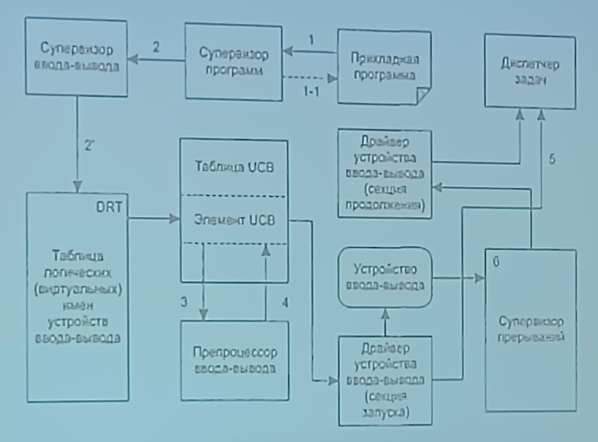 Супервизор
ввода-вывода
2
Супервизор
программ
1
1-1
Прикладная
программа
Диспетчер
задач
2'
Таблица UCB
Элемент UCB
Драйвер
устройства
ввода-вывода
(секция
продолжения)
5
DRT
Таблица
логических
(виртуальных)
имен
устройств
ввода-вывода
3
4
Устройство
ввода-вывода
6
Супервизор
прерываний
Препроцессор
ввода-вывода
Драйвер
устройства
ввода-вывода
(секция
запуска)